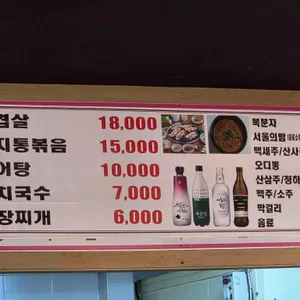 겹살 18,000
지통볶음 15,000
어탕 10,000
치국수 7,000
장찌개 6,000
복분자
서울의밤
백세주/산사
오디뽕
산삼주/청하
맥주/소주
막걸리
음료